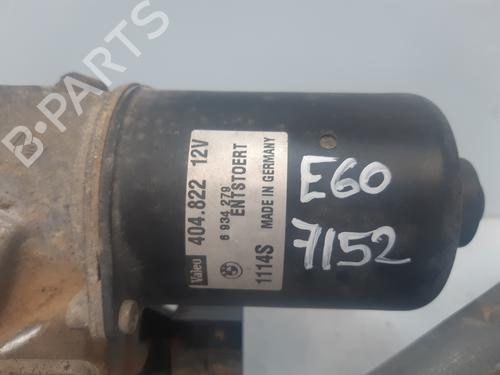 Valeo 404.822 12V
6 934 279
ENTSTOERT
1114S MADE IN GERMANY
E60
7152
B-PARTS